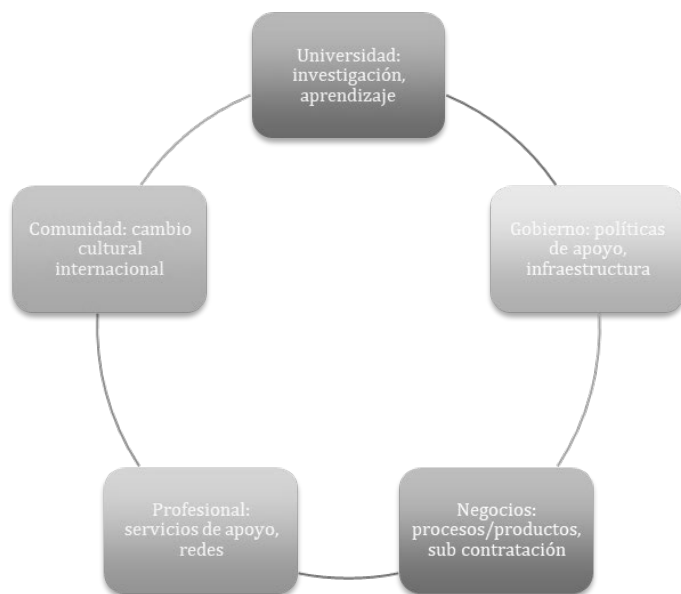 Universidad:
investigación,
aprendizaje
Gobierno: políticas
de apoyo,
infraestructura
Negocios:
procesos/productos,
sub contratación
Profesional:
servicios de apoyo,
redes
Comunidad: cambio
cultural
internacional